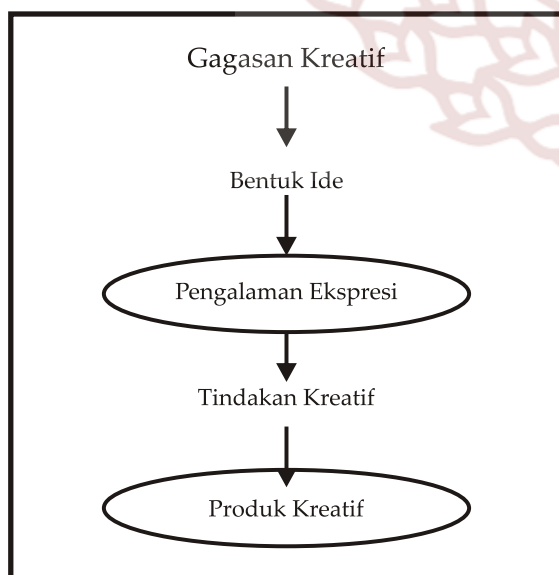 Gagasan Kreatif
Bentuk Ide
Pengalaman Ekspresi
Tindakan Kreatif
Produk Kreatif